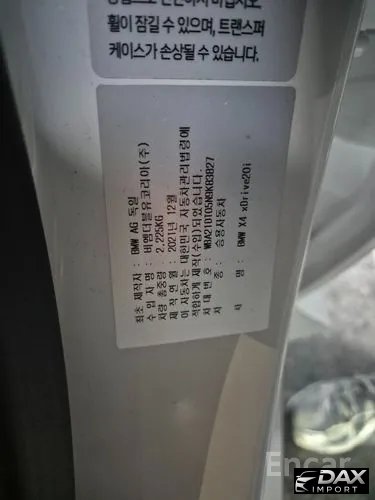 휠이 잠길 수 있으며, 트랜스퍼
케이스가 손상될 수 있습니다.
최초 제작자 : BMW AG 독일
수 입 자 명 : 비엠더블유코리아(주)
차량 총중량 : 2,225KG
제 작 연 월 : 2021년 12월
이 자동차는 대한민국 자동차관리법령에
적합하게 제작(수입)되었습니다.
차 대 번 호 :
차 종 : 승용자동차
차 명 : BMW X4 xDrive20i
Encar
DAX
IMPORT